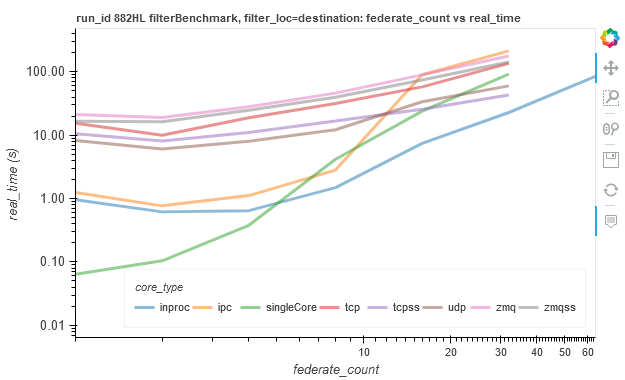 run_id 882HL filterBenchmark, filter_loc=destination: federate_count vs real_time
real_time (s)
100.00
10.00
1.00
0.10
0.01
core_type
inproc ipc singleCore tcp tcpss udp zmq zmqss
10 20 30 40 50 60
federate_count